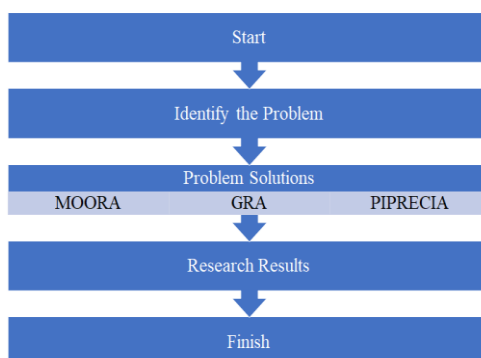 Start
Identify the Problem
Problem Solutions
MOORA GRA PIPRECIA
Research Results
Finish